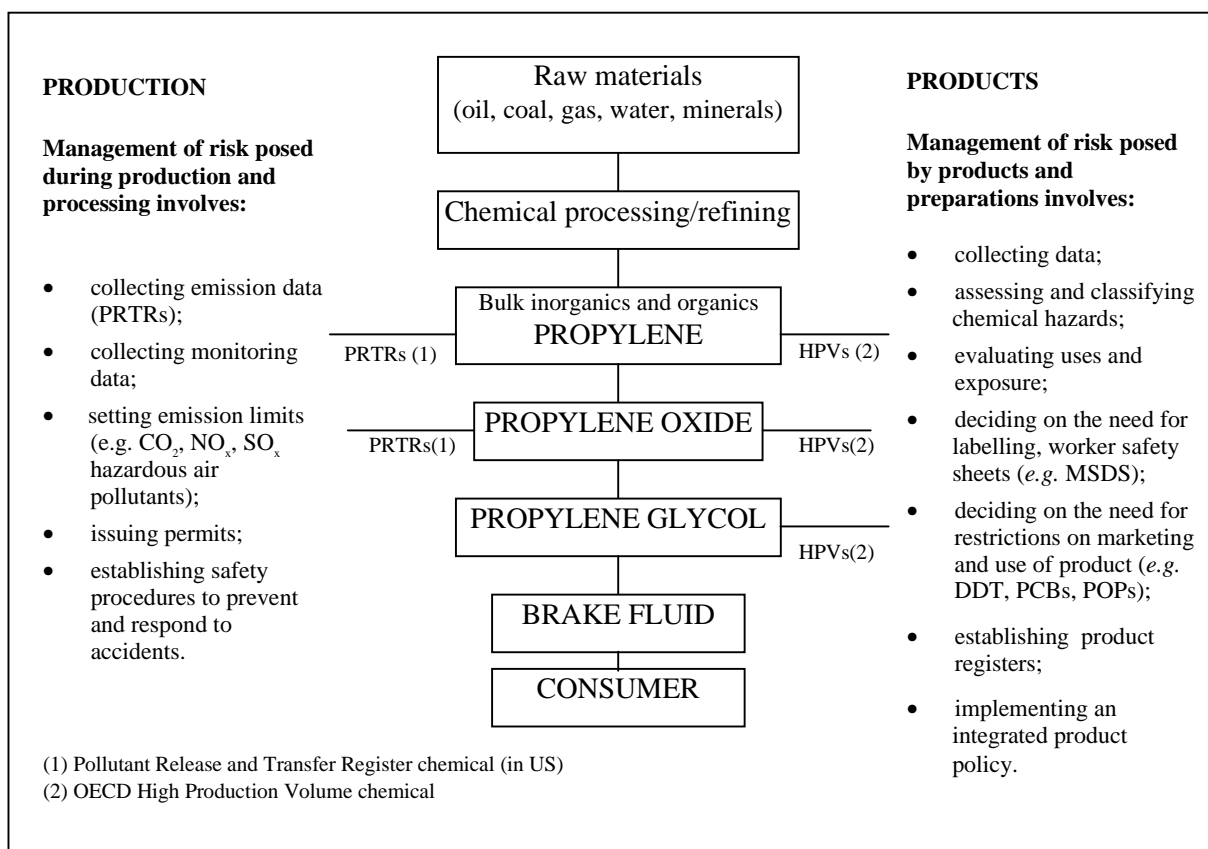 PRODUCTION
Management of risk posed
during production and
processing involves:
• collecting emission data
(PRTRs);
• collecting monitoring
data;
• setting emission limits
(e.g. CO₂, NOₓ, SOₓ
hazardous air
pollutants);
• issuing permits;
• establishing safety
procedures to prevent
and respond to
accidents.
Raw materials
(oil, coal, gas, water, minerals)
Chemical processing/refining
Bulk inorganics and organics
PROPYLENE
PRTRs (1)
HPVs (2)
PROPYLENE OXIDE
PRTRs(1)
HPVs(2)
PROPYLENE GLYCOL
HPVs(2)
BRAKE FLUID
CONSUMER
PRODUCTS
Management of risk posed
by products and
preparations involves:
• collecting data;
• assessing and classifying
chemical hazards;
• evaluating uses and
exposure;
• deciding on the need for
labelling, worker safety
sheets (e.g. MSDS);
• deciding on the need for
restrictions on marketing
and use of product (e.g.
DDT, PCBs, POPs);
• establishing product
registers;
• implementing an
integrated product
policy.
(1) Pollutant Release and Transfer Register chemical (in US)
(2) OECD High Production Volume chemical